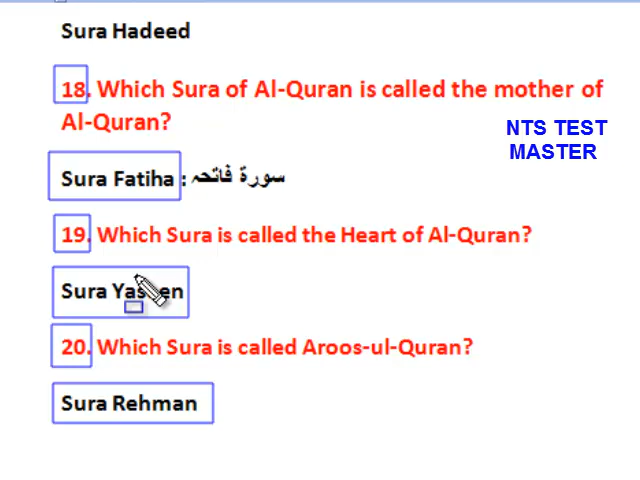 Sura Hadeed
18. Which Sura of Al-Quran is called the mother of
Al-Quran?
NTS TEST
MASTER
Sura Fatiha : سورۃ فاتحہ
19. Which Sura is called the Heart of Al-Quran?
Sura Yaseen
20. Which Sura is called Aroos-ul-Quran?
Sura Rehman